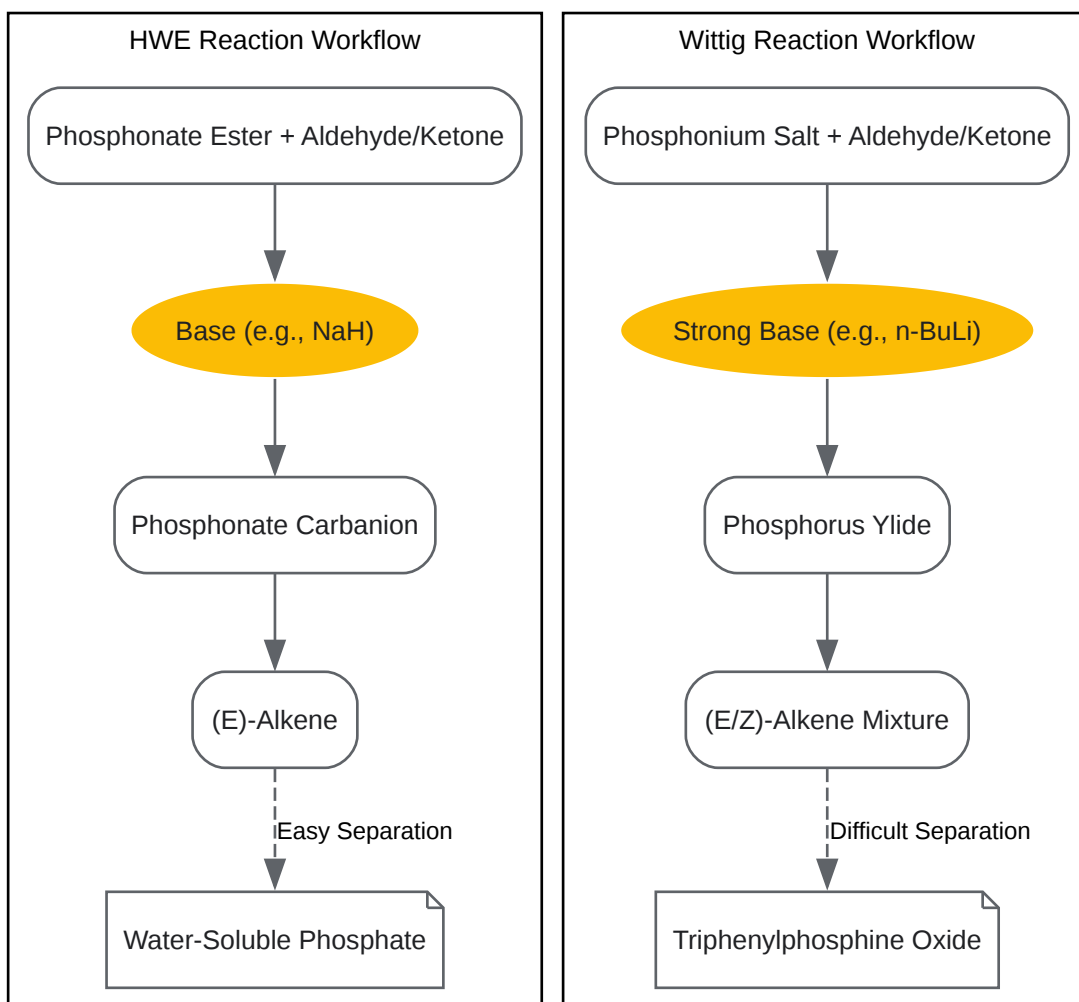 HWE Reaction Workflow
Phosphonate Ester + Aldehyde/Ketone
Base (e.g., NaH)
Phosphonate Carbanion
(E)-Alkene
Easy Separation
Water-Soluble Phosphate
Wittig Reaction Workflow
Phosphonium Salt + Aldehyde/Ketone
Strong Base (e.g., n-BuLi)
Phosphorus Ylide
(E/Z)-Alkene Mixture
Difficult Separation
Triphenylphosphine Oxide